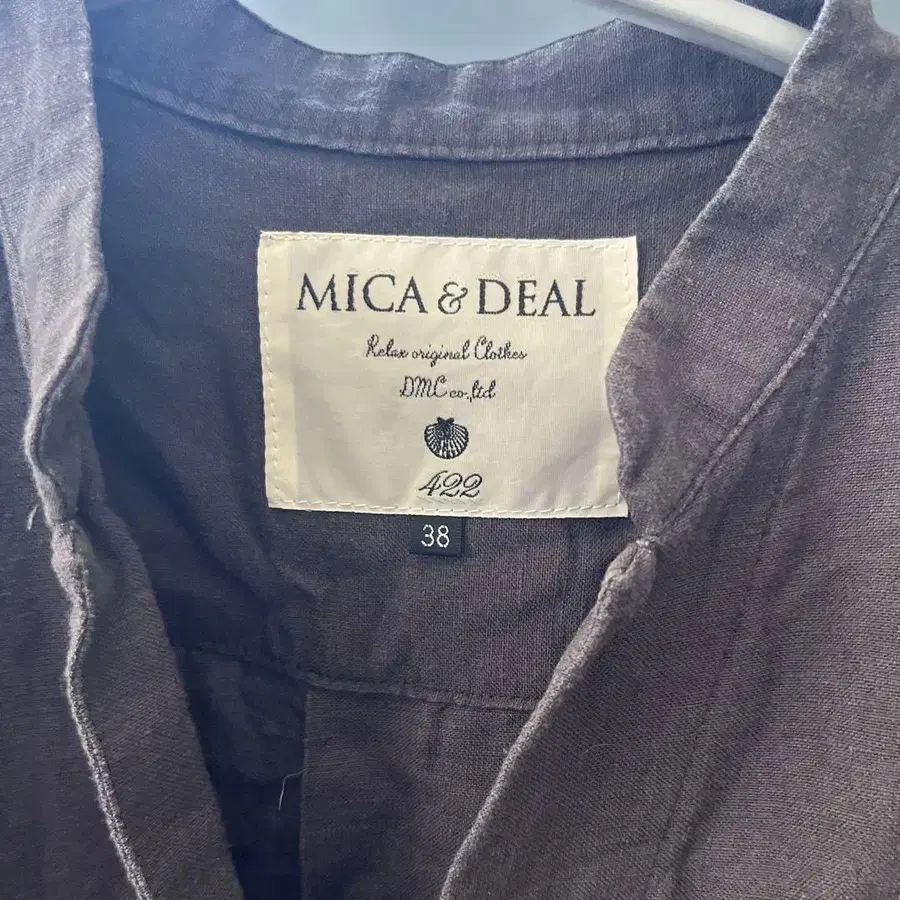 MICA & DEAL
Relax original Clothes
DMC co.,ltd
422
38